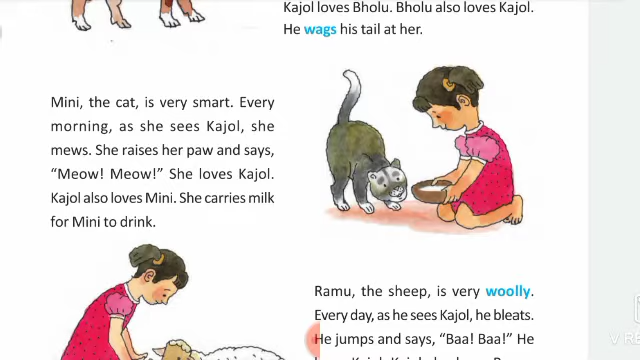 Kajol loves Bholu. Bholu also loves Kajol.
He wags his tail at her.
Mini, the cat, is very smart. Every
morning, as she sees Kajol, she
mews. She raises her paw and says,
“Meow! Meow!” She loves Kajol.
Kajol also loves Mini. She carries milk
for Mini to drink.
Ramu, the sheep, is very woolly.
Every day, as he sees Kajol, he bleats.
He jumps and says, “Baa! Baa!” He